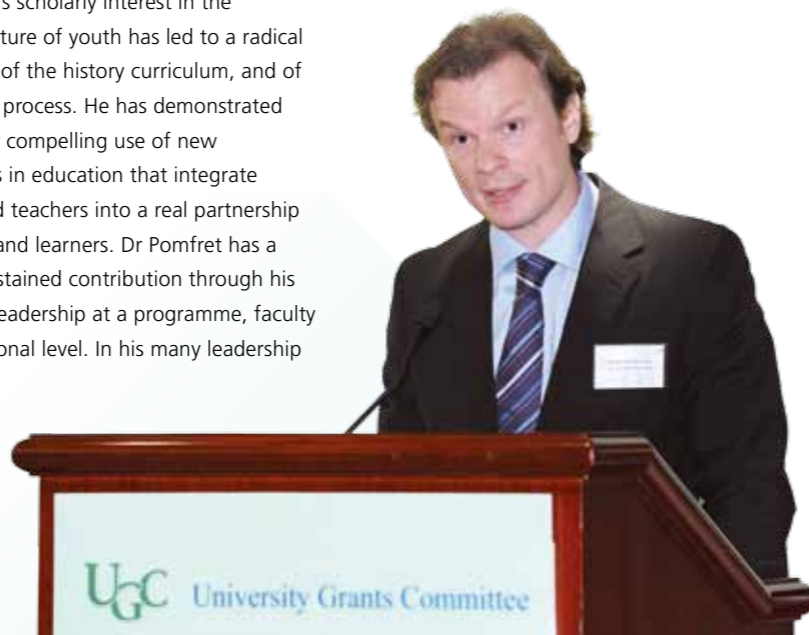 s scholarly interest in the
ture of youth has led to a radical
of the history curriculum, and of
process. He has demonstrated
compelling use of new
s in education that integrate
d teachers into a real partnership
and learners. Dr Pomfret has a
stained contribution through his
eadership at a programme, faculty
onal level. In his many leadership
UGC University Grants Committee